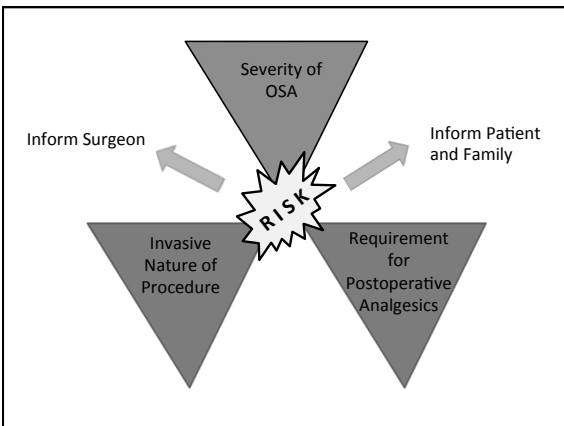 Severity of
OSA
Inform Surgeon
Inform Patient
and Family
RISK
Invasive
Nature of
Procedure
Requirement
for
Postoperative
Analgesics